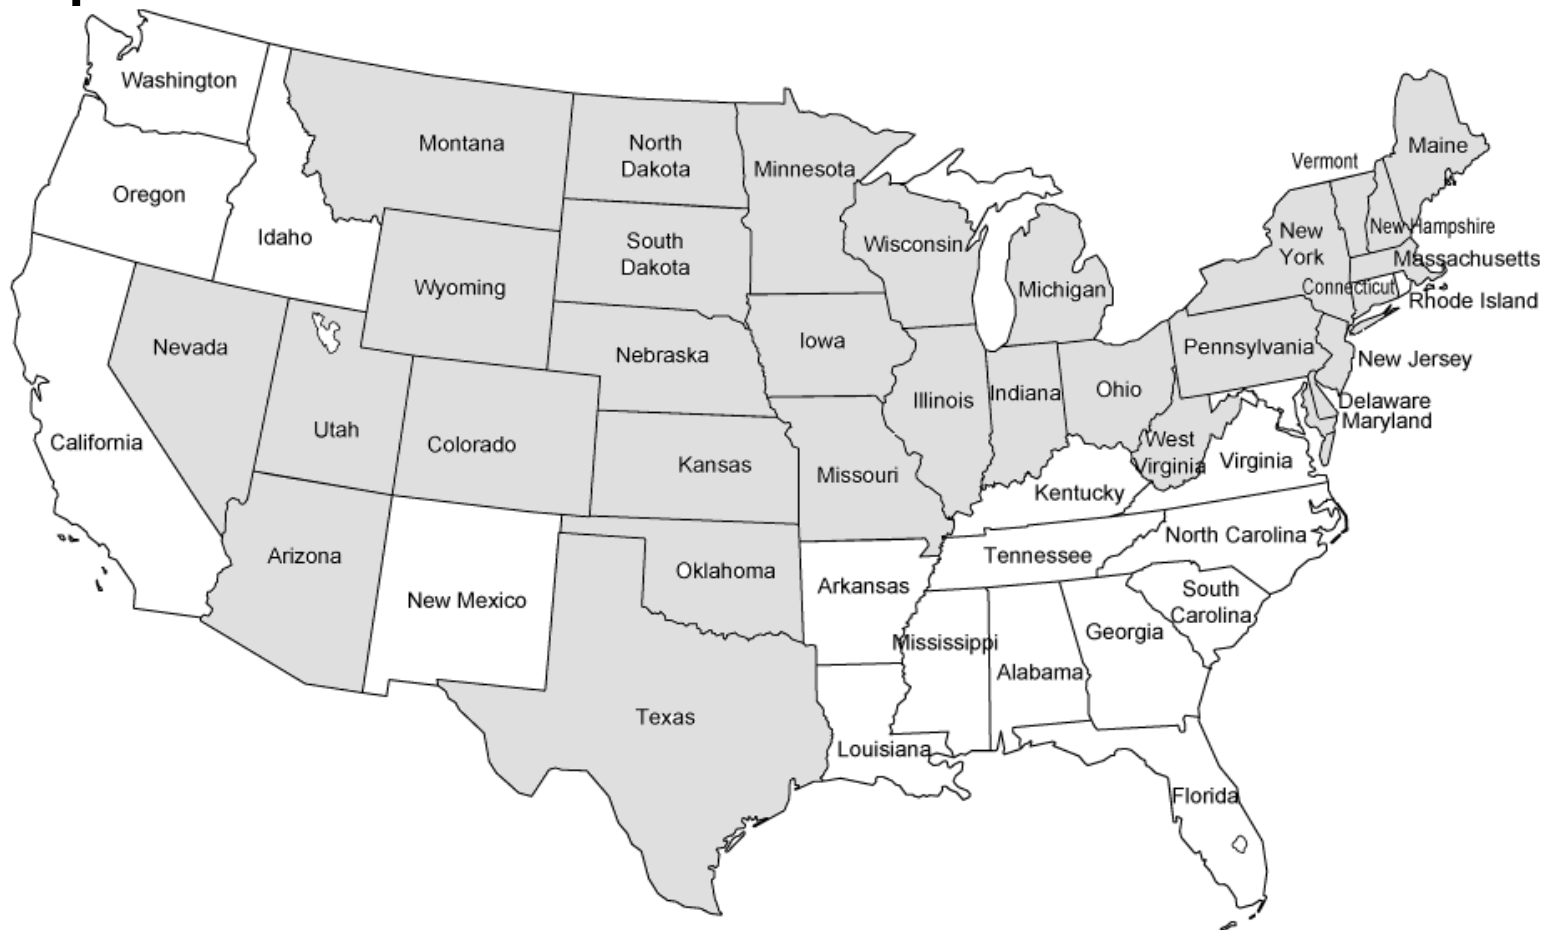 Washington
Montana
North
Dakota
Minnesota
Vermont
Maine
Oregon
Idaho
South
Dakota
Wisconsin
New
York
New Hampshire
Massachusetts
Wyoming
Michigan
Connecticut
Rhode Island
Nevada
Nebraska
Iowa
Pennsylvania
New Jersey
Illinois
Indiana
Ohio
Delaware
Maryland
California
Utah
Colorado
Kansas
Missouri
West
Virginia
Virginia
Kentucky
Arizona
New Mexico
Oklahoma
Arkansas
Tennessee
North Carolina
South
Carolina
Mississippi
Alabama
Georgia
Texas
Louisiana
Florida